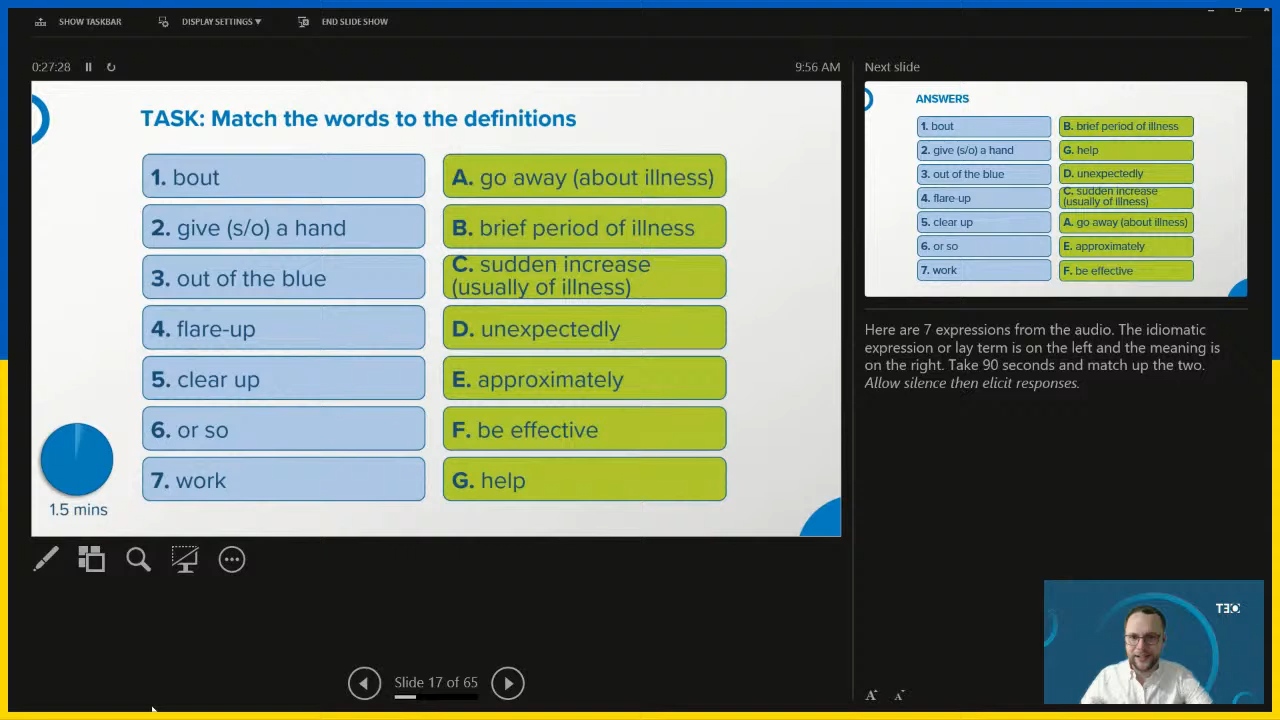 SHOW TASKBAR
DISPLAY SETTINGS ▼
END SLIDE SHOW
0:27:28
9:56 AM
TASK: Match the words to the definitions
1. bout
A. go away (about illness)
2. give (s/o) a hand
B. brief period of illness
3. out of the blue
C. sudden increase
(usually of illness)
4. flare-up
D. unexpectedly
5. clear up
E. approximately
6. or so
F. be effective
7. work
G. help
1.5 mins
Slide 17 of 65
Next slide
ANSWERS
1. bout
B. brief period of illness
2. give (s/o) a hand
G. help
3. out of the blue
D. unexpectedly
4. flare-up
C. sudden increase
(usually of illness)
5. clear up
A. go away (about illness)
6. or so
E. approximately
7. work
F. be effective
Here are 7 expressions from the audio. The idiomatic
expression or lay term is on the left and the meaning is
on the right. Take 90 seconds and match up the two.
Allow silence then elicit responses.
A A